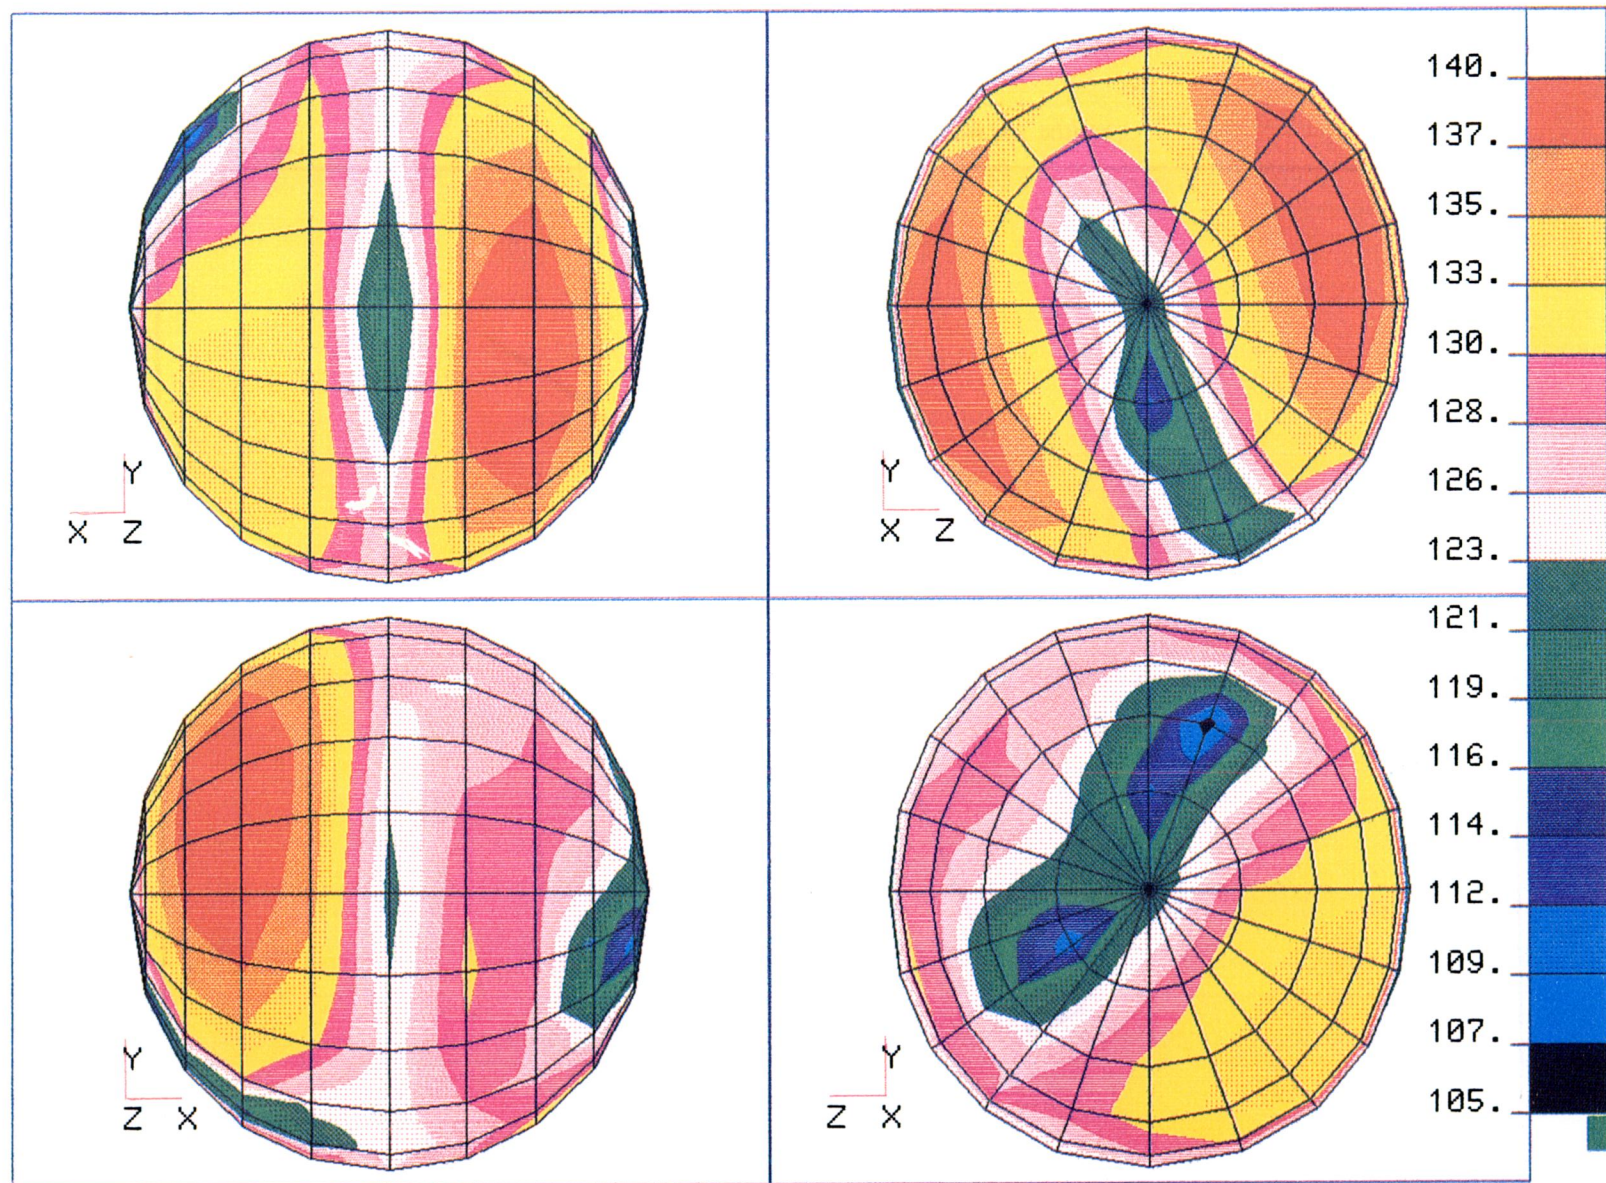 140.
137.
135.
133.
130.
128.
126.
123.
121.
119.
116.
114.
112.
109.
107.
105.
Y
X Z
Y
X Z
Y
Z X
Y
Z X